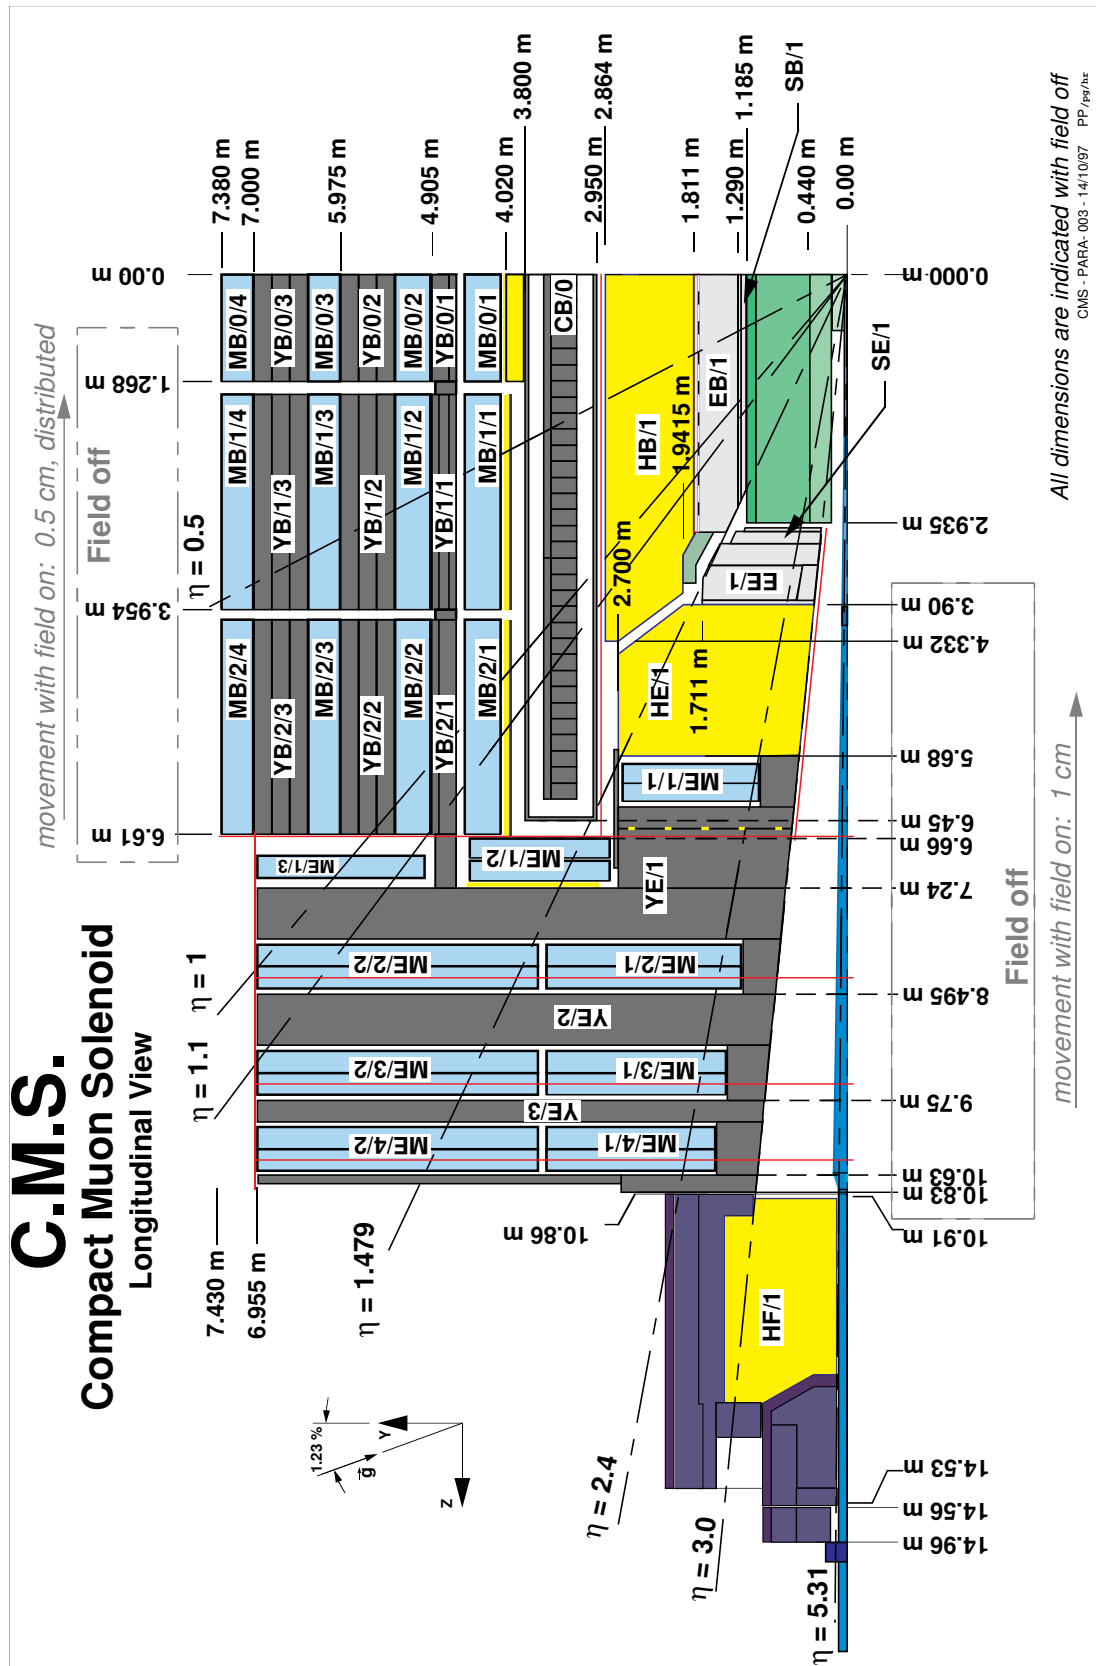 C.M.S.
Compact Muon Solenoid
Longitudinal View
movement with field on: 0.5 cm, distributed
Field off
6.61 m
3.954 m
1.268 m
0.00 m
η = 0.5
7.380 m
7.000 m
5.975 m
4.905 m
4.020 m
3.800 m
2.950 m
2.864 m
1.811 m
1.290 m
1.185 m
0.440 m
0.00 m
SB/1
SE/1
MB/2/4
MB/1/4
MB/0/4
YB/2/3
YB/1/3
YB/0/3
MB/2/3
MB/1/3
MB/0/3
YB/2/2
YB/1/2
YB/0/2
MB/2/2
MB/1/2
MB/0/2
YB/2/1
YB/1/1
YB/0/1
MB/2/1
MB/1/1
MB/0/1
CB/0
HB/1
EB/1
1.9415 m
2.700 m
1.711 m
EE/1
HE/1
ME/1/1
ME/1/2
ME/1/3
YE/1
ME/2/2
ME/2/1
YE/2
ME/3/2
ME/3/1
YE/3
ME/4/2
ME/4/1
HF/1
η = 1
η = 1.1
η = 1.479
η = 2.4
η = 3.0
η = 5.31
7.430 m
6.955 m
10.86 m
1.23 %
g
Y
Z
14.96 m
14.56 m
14.53 m
10.91 m
10.83 m
10.63 m
9.75 m
8.495 m
7.24 m
6.66 m
6.45 m
5.68 m
4.332 m
3.90 m
2.935 m
0.000 m
Field off
movement with field on: 1 cm
All dimensions are indicated with field off
CMS - PARA- 003 - 14/10/97 PP/pg/hr